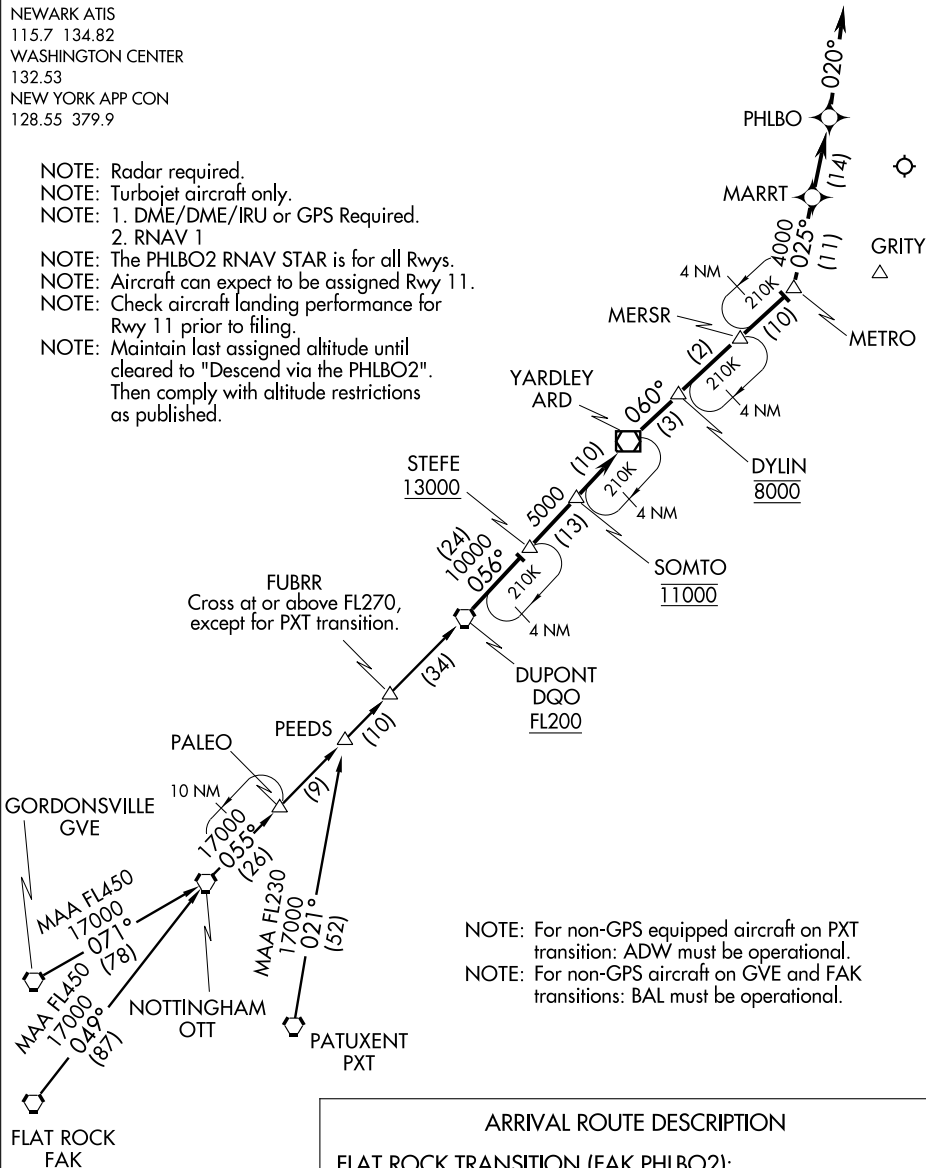 NEWARK ATIS
115.7 134.82
WASHINGTON CENTER
132.53
NEW YORK APP CON
128.55 379.9
NOTE: Radar required.
NOTE: Turbojet aircraft only.
NOTE: 1. DME/DME/IRU or GPS Required.
2. RNAV 1
NOTE: The PHLBO2 RNAV STAR is for all Rwys.
NOTE: Aircraft can expect to be assigned Rwy 11.
NOTE: Check aircraft landing performance for
Rwy 11 prior to filing.
NOTE: Maintain last assigned altitude until
cleared to "Descend via the PHLBO2".
Then comply with altitude restrictions
as published.
020°
PHLBO
(14)
MARRT
4000
025°
(11)
GRITY
4 NM
210K
METRO
(10)
MERSR
(2)
210K
4 NM
YARDLEY
ARD
060°
(3)
DYLIN
8000
(10)
210K
4 NM
STEFE
13000
5000
(13)
SOMTO
11000
(24)
10000
056°
210K
4 NM
FUBRR
Cross at or above FL270,
except for PXT transition.
(34)
DUPONT
DQO
FL200
PEEDS
(10)
PALEO
(9)
10 NM
17000
055°
(26)
GORDONSVILLE
GVE
MAA FL450
17000
071°
(78)
MAA FL450
17000
049°
(87)
NOTTINGHAM
OTT
MAA FL230
17000
021°
(52)
PATUXENT
PXT
FLAT ROCK
FAK
NOTE: For non-GPS equipped aircraft on PXT
transition: ADW must be operational.
NOTE: For non-GPS aircraft on GVE and FAK
transitions: BAL must be operational.
ARRIVAL ROUTE DESCRIPTION
FLAT ROCK TRANSITION (FAK.PHLBO2):